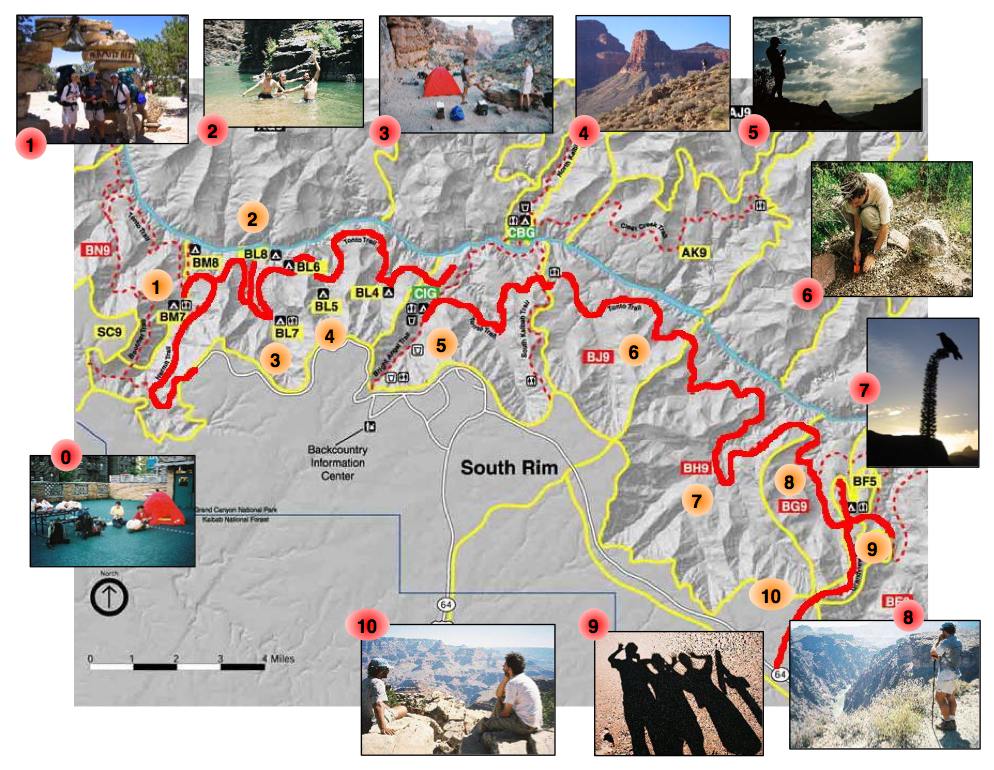 1
2
3
4
5
AJ9
North Kaibab
Tonto Trail
BN9
2
BM8
BL8
BL6
Tonto Trail
CBG
Clear Creek Trail
AK9
6
1
BM7
BL5
BL4
CIG
Tonto Trail
SC9
Boucher Trail
BL7
4
5
South Kaibab Trail
BJ9
6
3
Bright Angel Trail
Hermit Trail
7
0
Backcountry
Information
Center
South Rim
BH9
7
8
BG9
BF5
Grand Canyon National Park
Kaibab National Forest
9
North
10
64
0 1 2 3 4 Miles
10
9
8
64